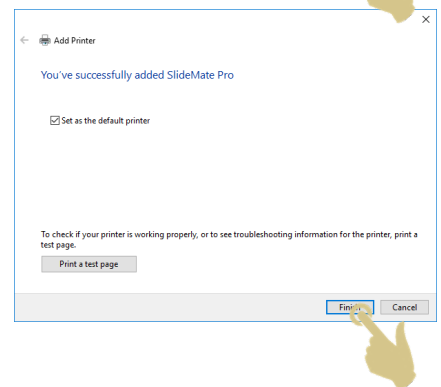 Add Printer
You've successfully added SlideMate Pro
Set as the default printer
To check if your printer is working properly, or to see troubleshooting information for the printer, print a
test page.
Print a test page
Finish Cancel